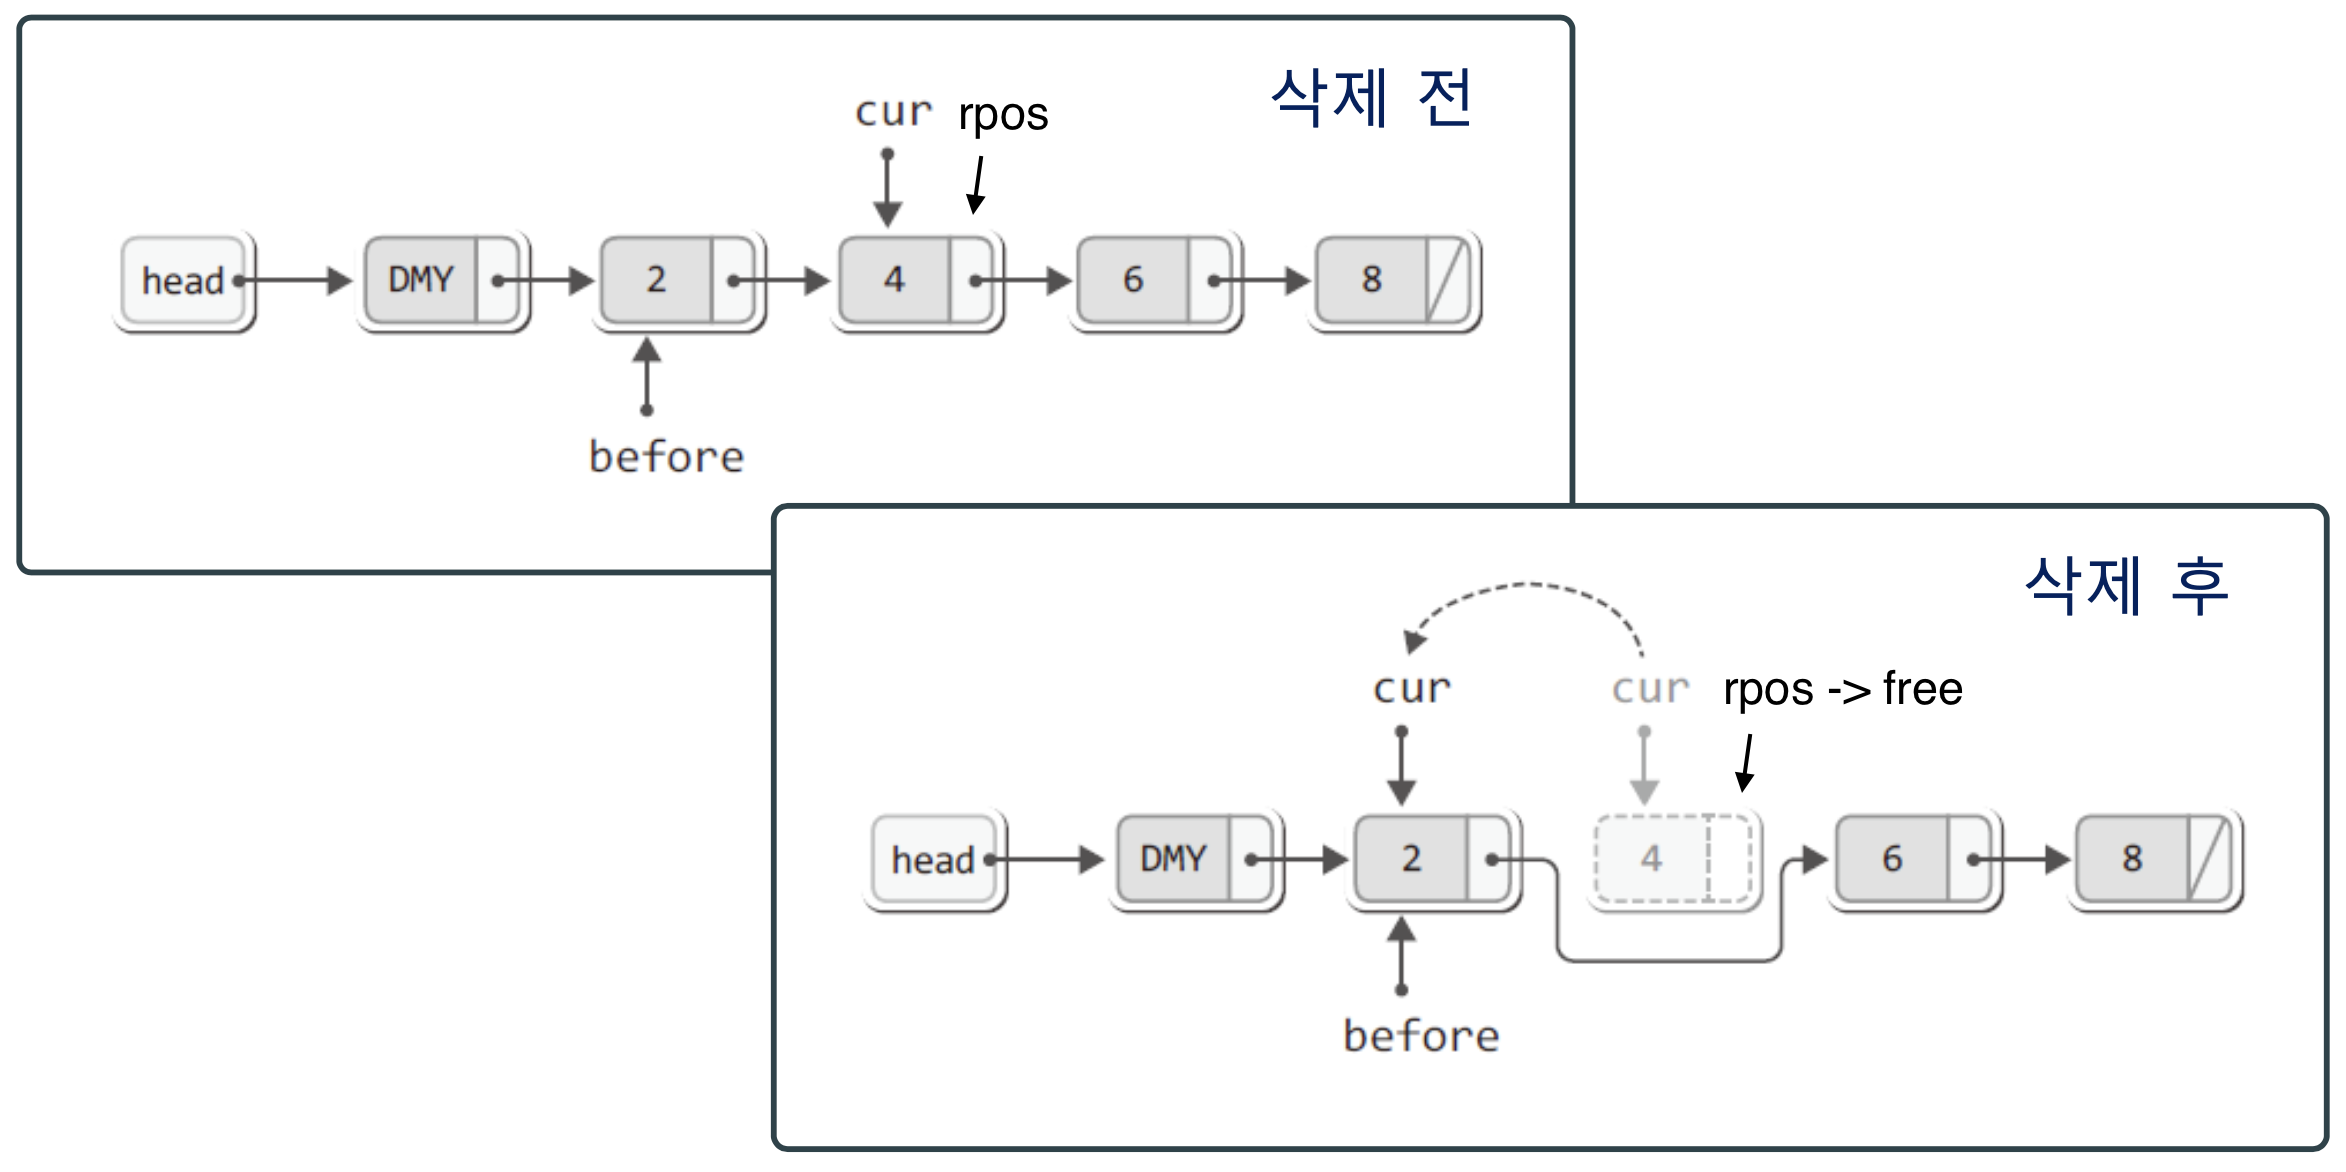 삭제 전
cur rpos
head DMY 2 4 6 8
before
삭제 후
cur cur rpos -> free
head DMY 2 4 6 8
before